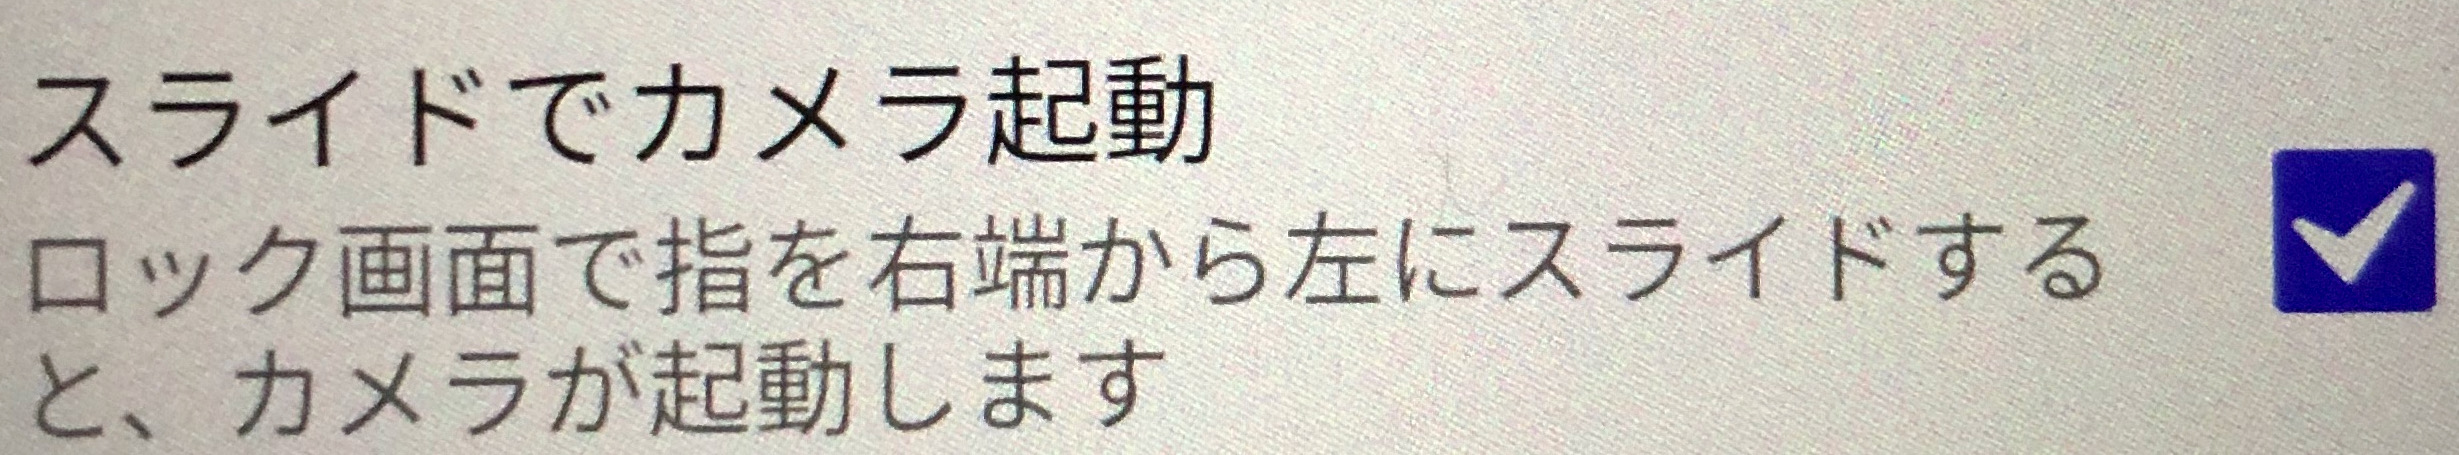 スライドでカメラ起動
ロック画面で指を右端から左にスライドする
と、カメラが起動します